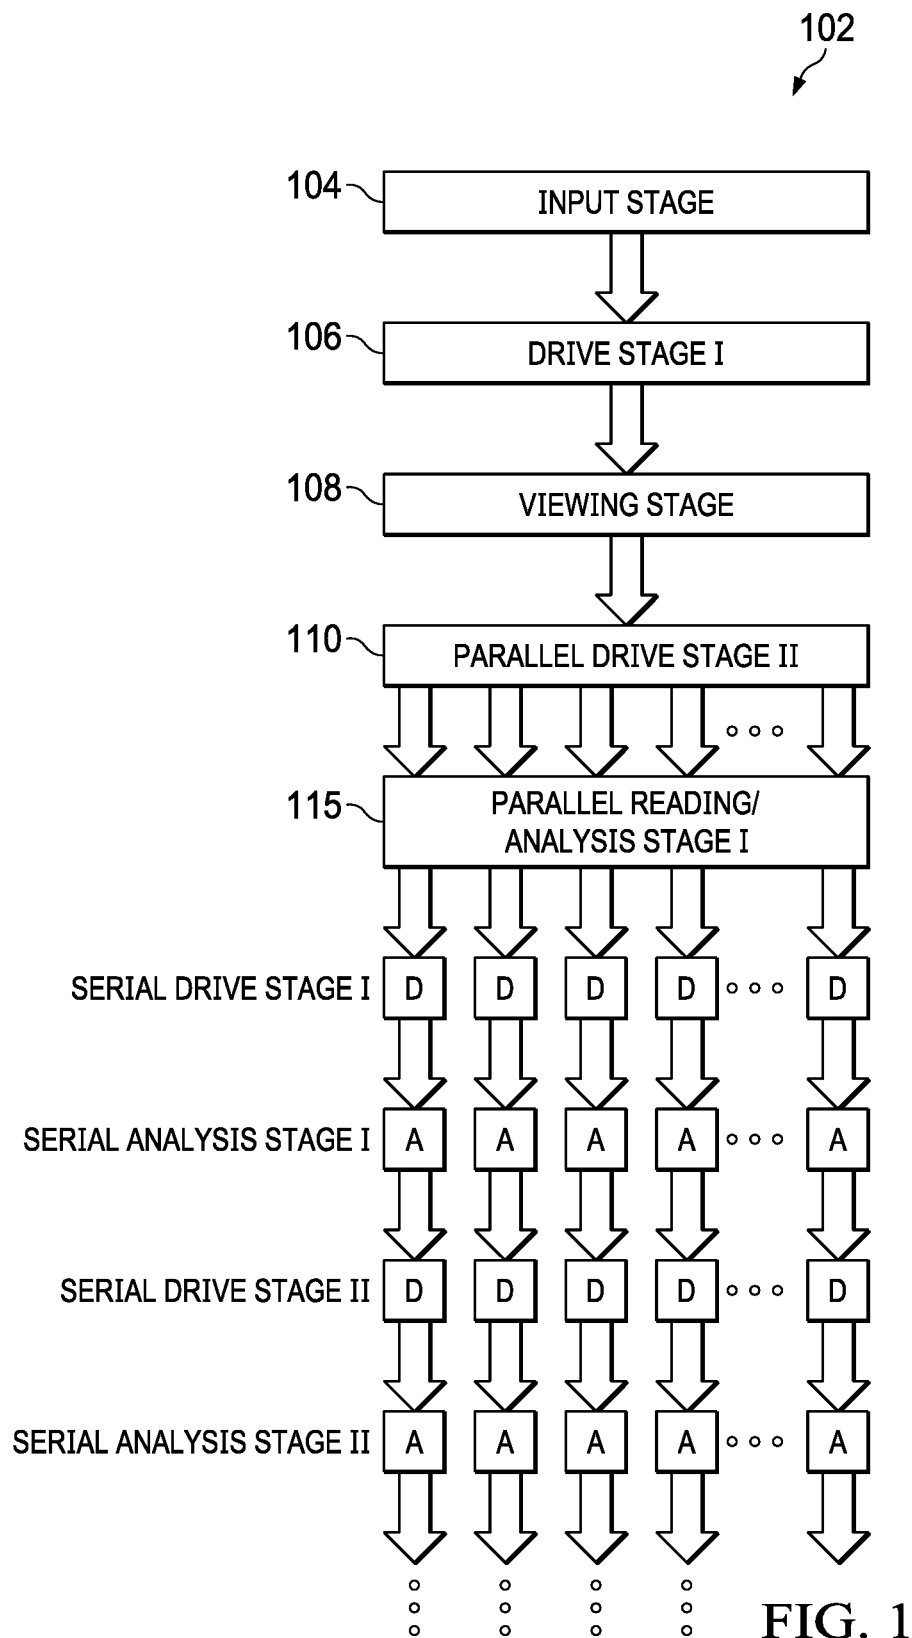 102
104
INPUT STAGE
106
DRIVE STAGE I
108
VIEWING STAGE
110
PARALLEL DRIVE STAGE II
115
PARALLEL READING/
ANALYSIS STAGE I
SERIAL DRIVE STAGE I D D D D D
SERIAL ANALYSIS STAGE I A A A A A
SERIAL DRIVE STAGE II D D D D D
SERIAL ANALYSIS STAGE II A A A A A
FIG. 1